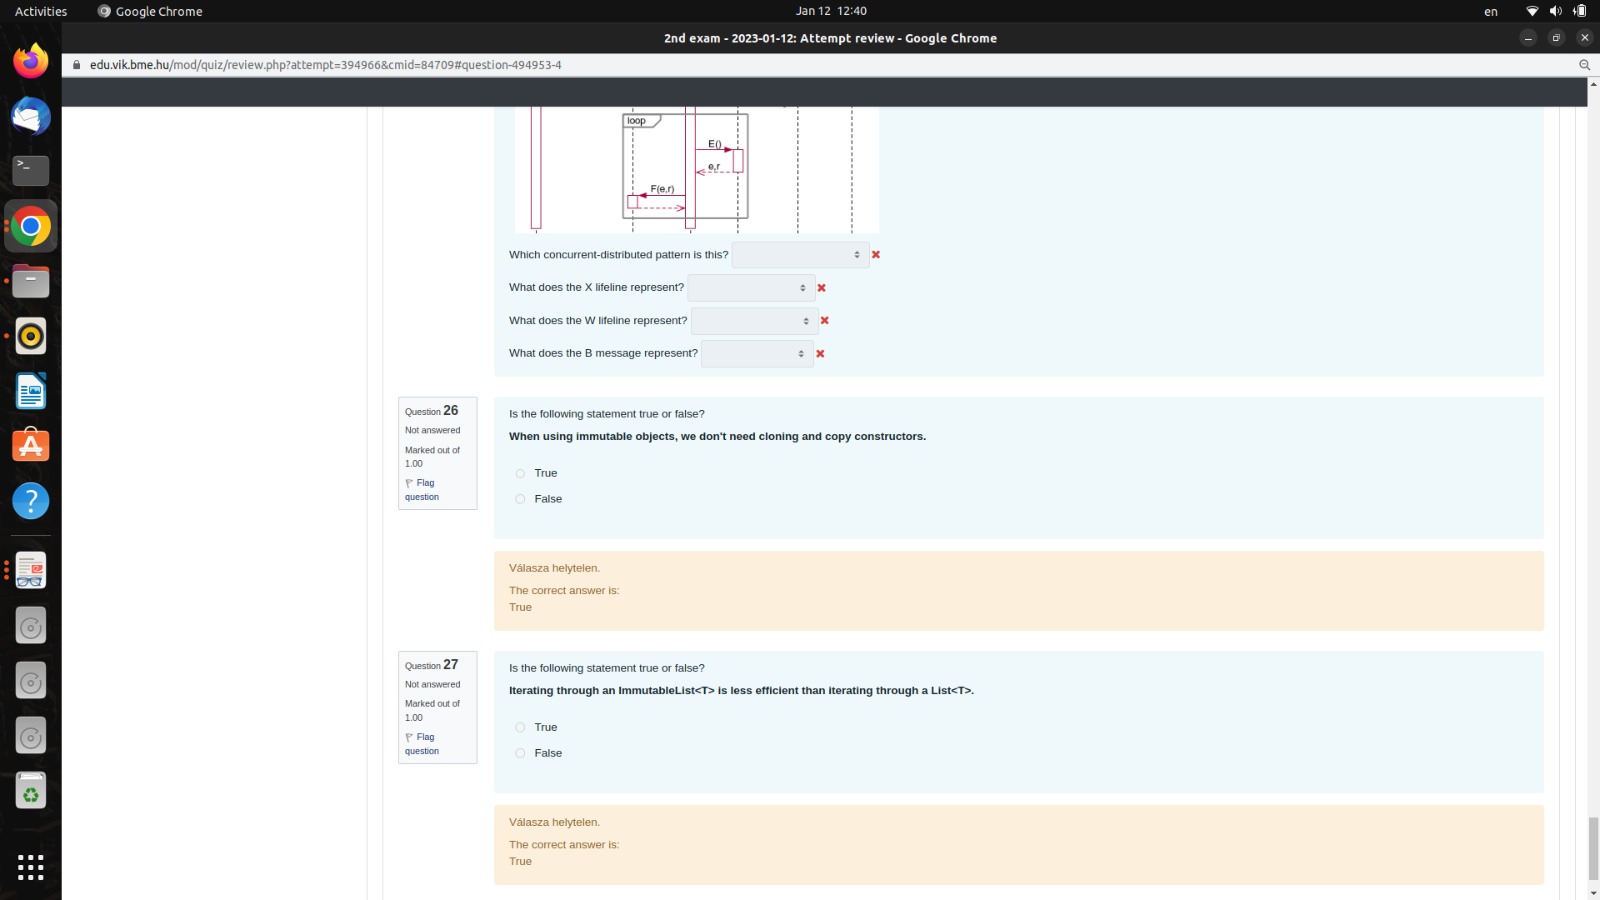 Activities
Google Chrome
Jan 12 12:40
en
2nd exam - 2023-01-12: Attempt review - Google Chrome
edu.vik.bme.hu/mod/quiz/review.php?attempt=394966&cmid=84709#question-494953-4
loop
E()
e,r
F(e,r)
Which concurrent-distributed pattern is this?
What does the X lifeline represent?
What does the W lifeline represent?
What does the B message represent?
Question 26
Not answered
Marked out of
1.00
Flag
question
Is the following statement true or false?
When using immutable objects, we don't need cloning and copy constructors.
True
False
Válasza helytelen.
The correct answer is:
True
Question 27
Not answered
Marked out of
1.00
Flag
question
Is the following statement true or false?
Iterating through an ImmutableList<T> is less efficient than iterating through a List<T>.
True
False
Válasza helytelen.
The correct answer is:
True